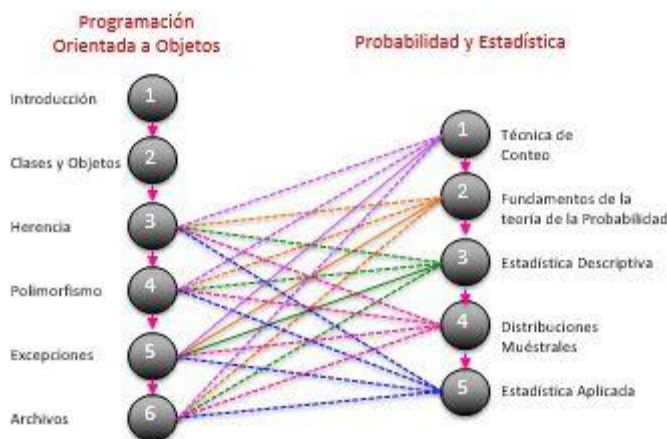 Programación
Orientada a Objetos
Probabilidad y Estadística
1
Introducción
2
Clases y Objetos
3
Herencia
4
Polimorfismo
5
Excepciones
6
Archivos
1
Técnica de
Conteo
2
Fundamentos de la
teoría de la Probabilidad
3
Estadística Descriptiva
4
Distribuciones
Muéstrales
5
Estadística Aplicada